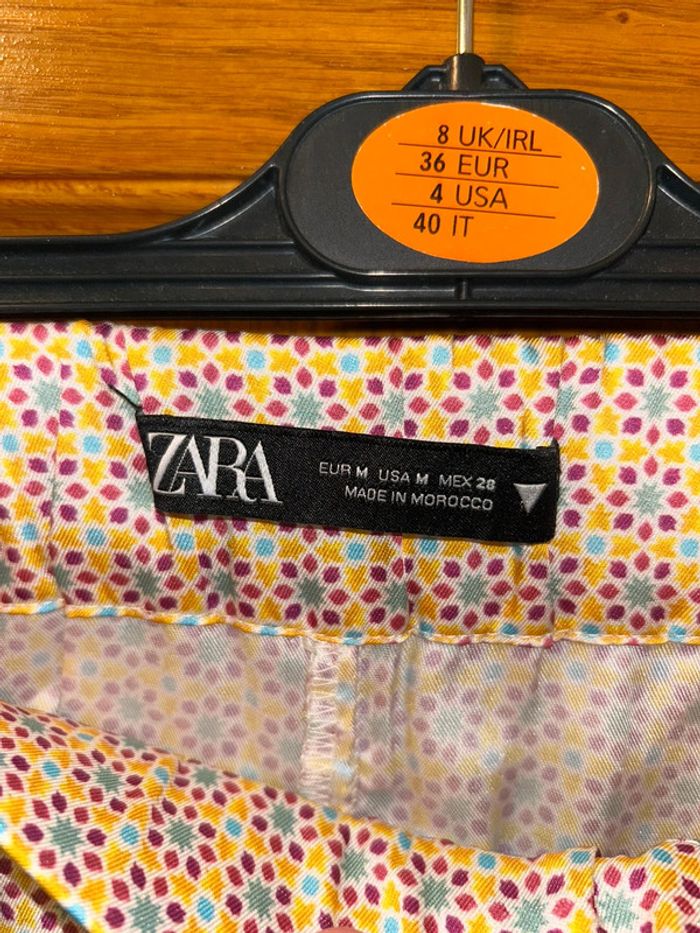 8 UK/IRL
36 EUR
4 USA
40 IT
ZARA
EUR M USA M MEX 28
MADE IN MOROCCO